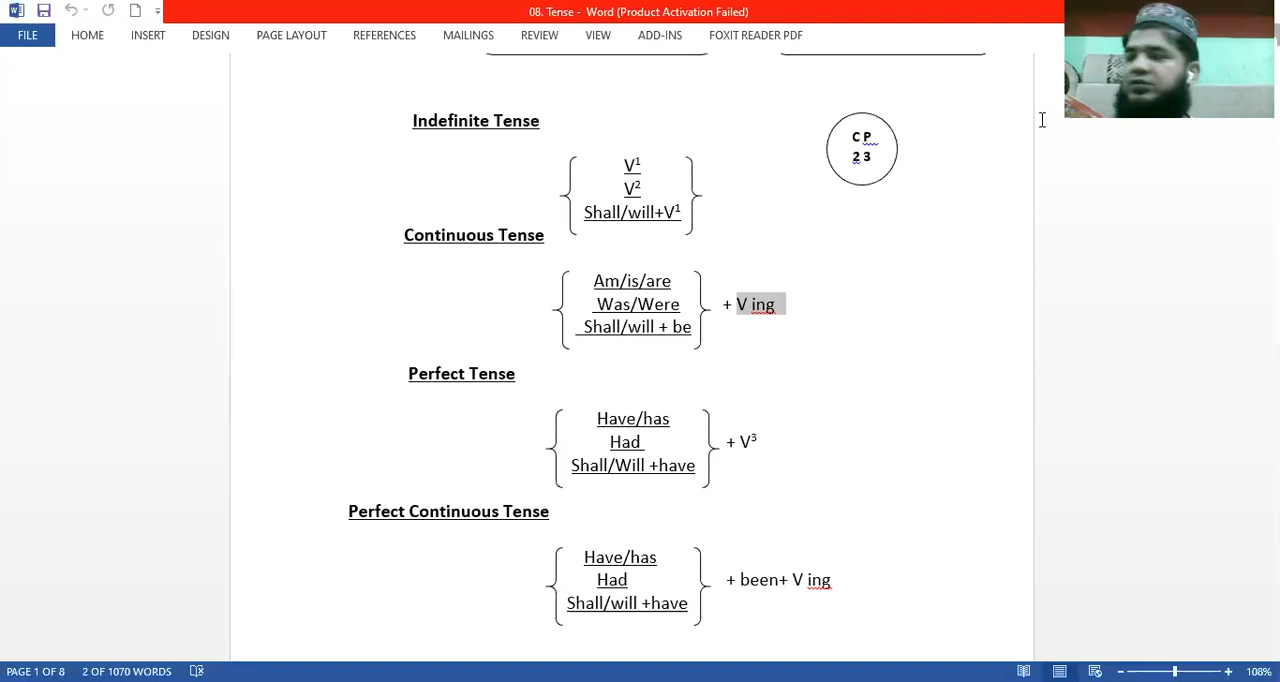 08. Tense - Word (Product Activation Failed)
FILE HOME INSERT DESIGN PAGE LAYOUT REFERENCES MAILINGS REVIEW VIEW ADD-INS FOXIT READER PDF
Indefinite Tense
C P
2 3
V¹
V²
Shall/will+V¹
Continuous Tense
Am/is/are
Was/Were + V ing
Shall/will + be
Perfect Tense
Have/has
Had + V³
Shall/Will +have
Perfect Continuous Tense
Have/has
Had + been+ V ing
Shall/will +have
PAGE 1 OF 8 2 OF 1070 WORDS 108%